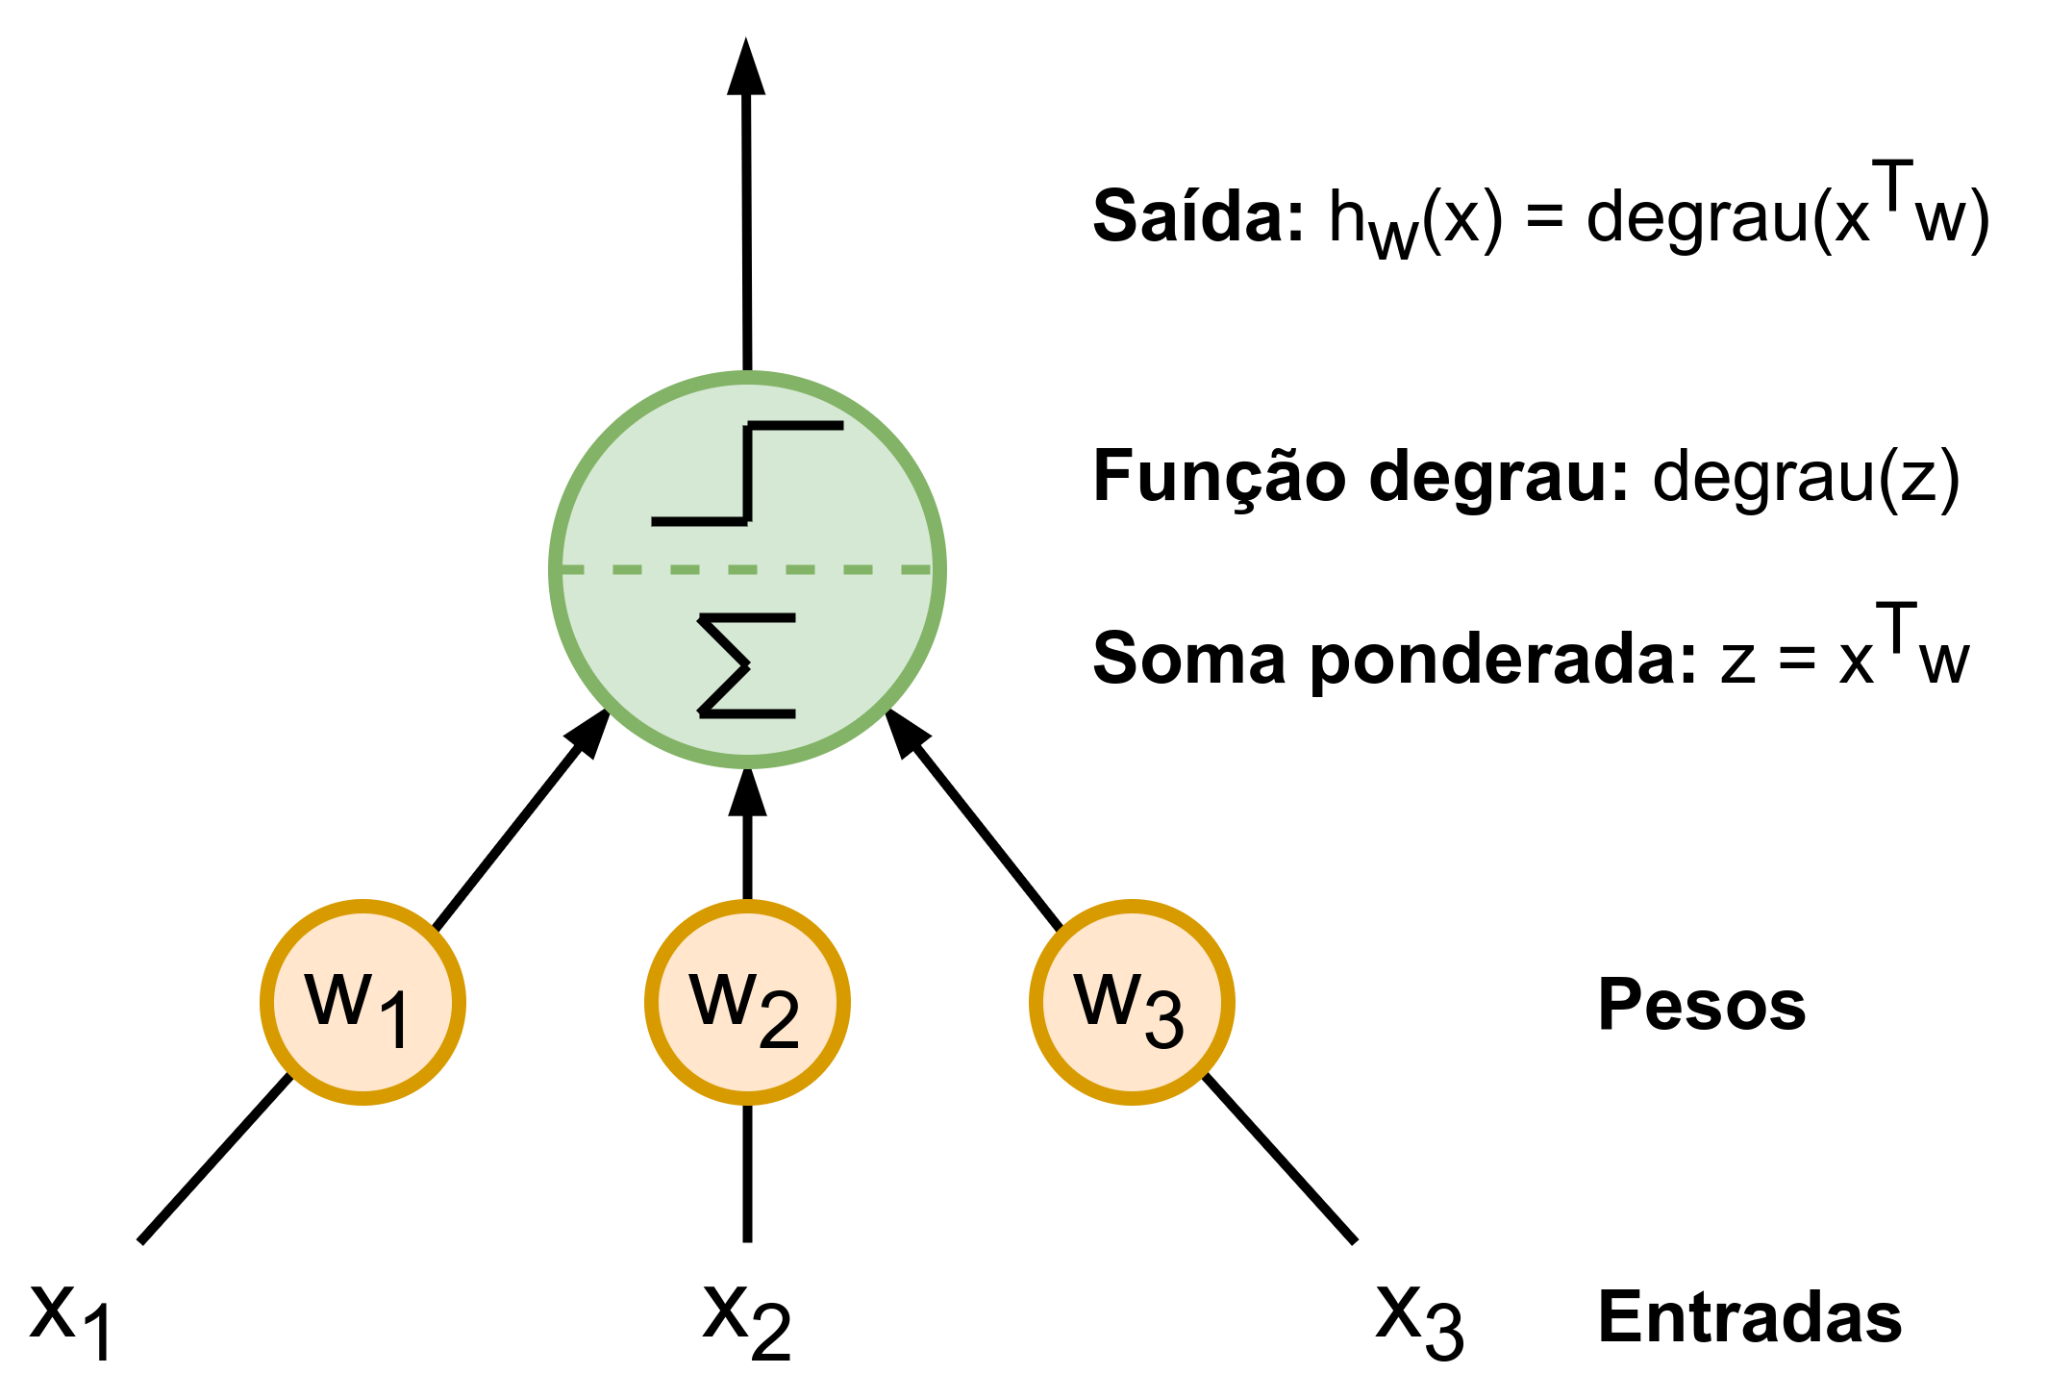 Saída: hw(x) = degrau(xᵀw)
Função degrau: degrau(z)
Σ
Soma ponderada: z = xᵀw
w₁ w₂ w₃ Pesos
x₁ x₂ x₃ Entradas